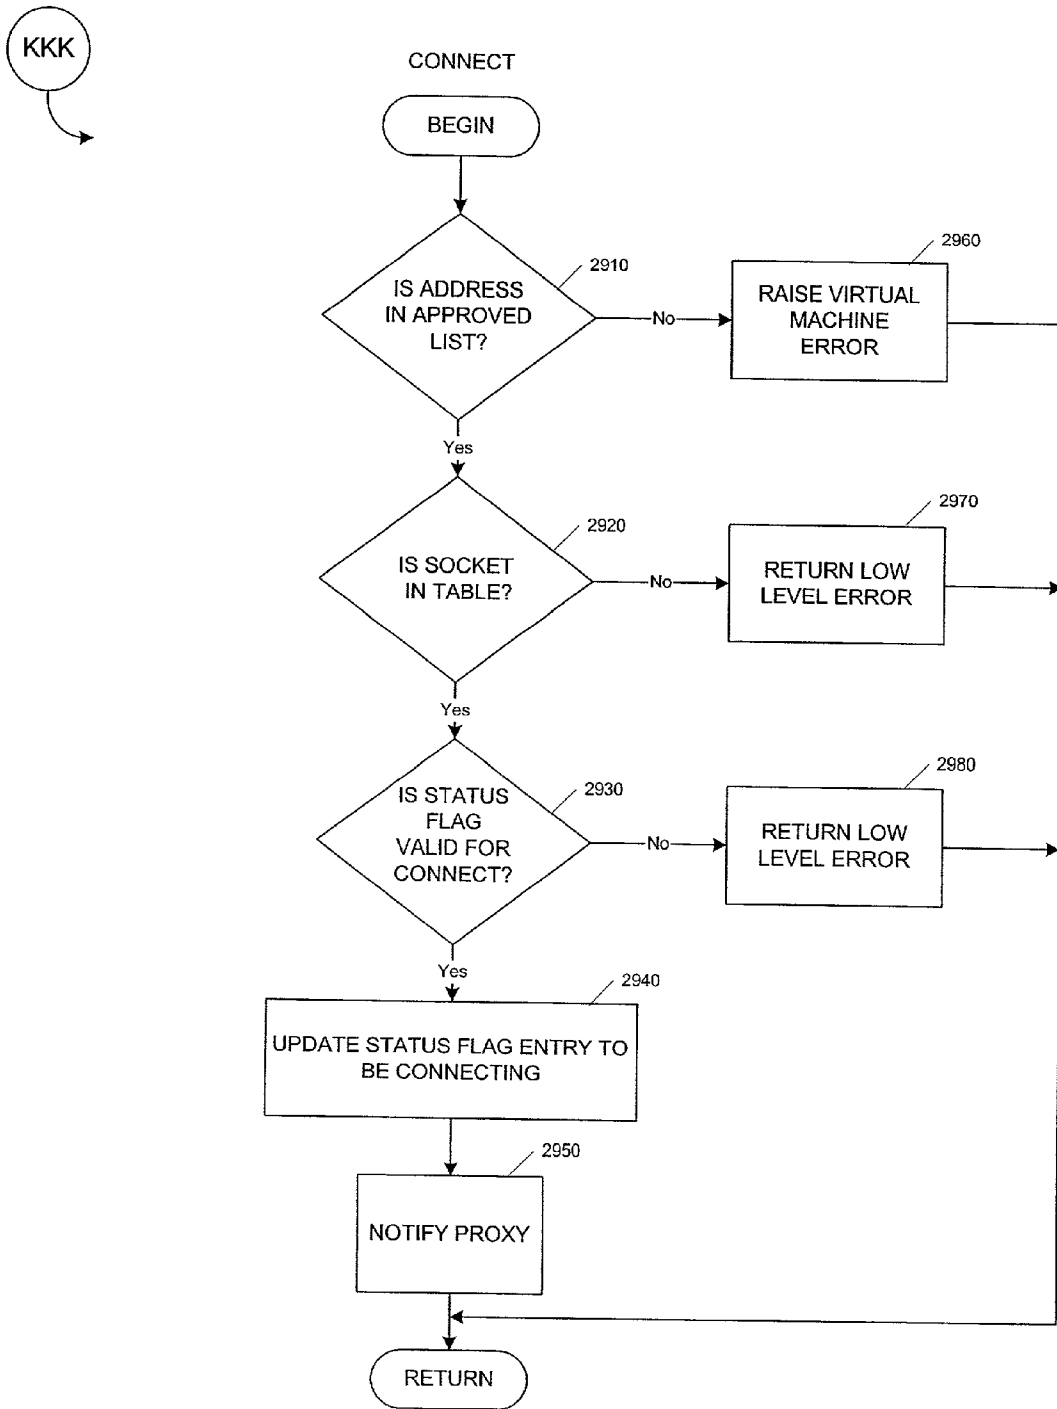 KKK
CONNECT
BEGIN
2910
IS ADDRESS
IN APPROVED
LIST?
No
2960
RAISE VIRTUAL
MACHINE
ERROR
Yes
2920
IS SOCKET
IN TABLE?
No
2970
RETURN LOW
LEVEL ERROR
Yes
2930
IS STATUS
FLAG
VALID FOR
CONNECT?
No
2980
RETURN LOW
LEVEL ERROR
Yes
2940
UPDATE STATUS FLAG ENTRY TO
BE CONNECTING
2950
NOTIFY PROXY
RETURN